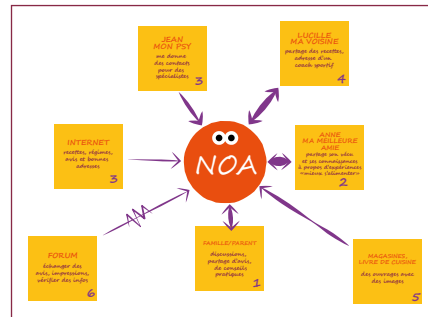 JEAN
MON PSY
me donne
des contacts
pour des
spécialistes
3
LUCILLE
MA VOISINE
partage des recettes,
adresse d'un
coach sportif
4
INTERNET
recettes, régimes,
avis et bonnes
adresses
3
NOA
ANNE
MA MEILLEURE
AMIE
partage son vécu
et ses connaissances
à propos d'expériences
«mieux s'alimenter»
2
FORUM
échanger des
avis, impressions,
vérifier des infos
6
FAMILLE/PARENT
discussions,
partage d'avis,
de conseils
pratiques
1
MAGASINES,
LIVRE DE CUISINE
des ouvrages avec
des images
5